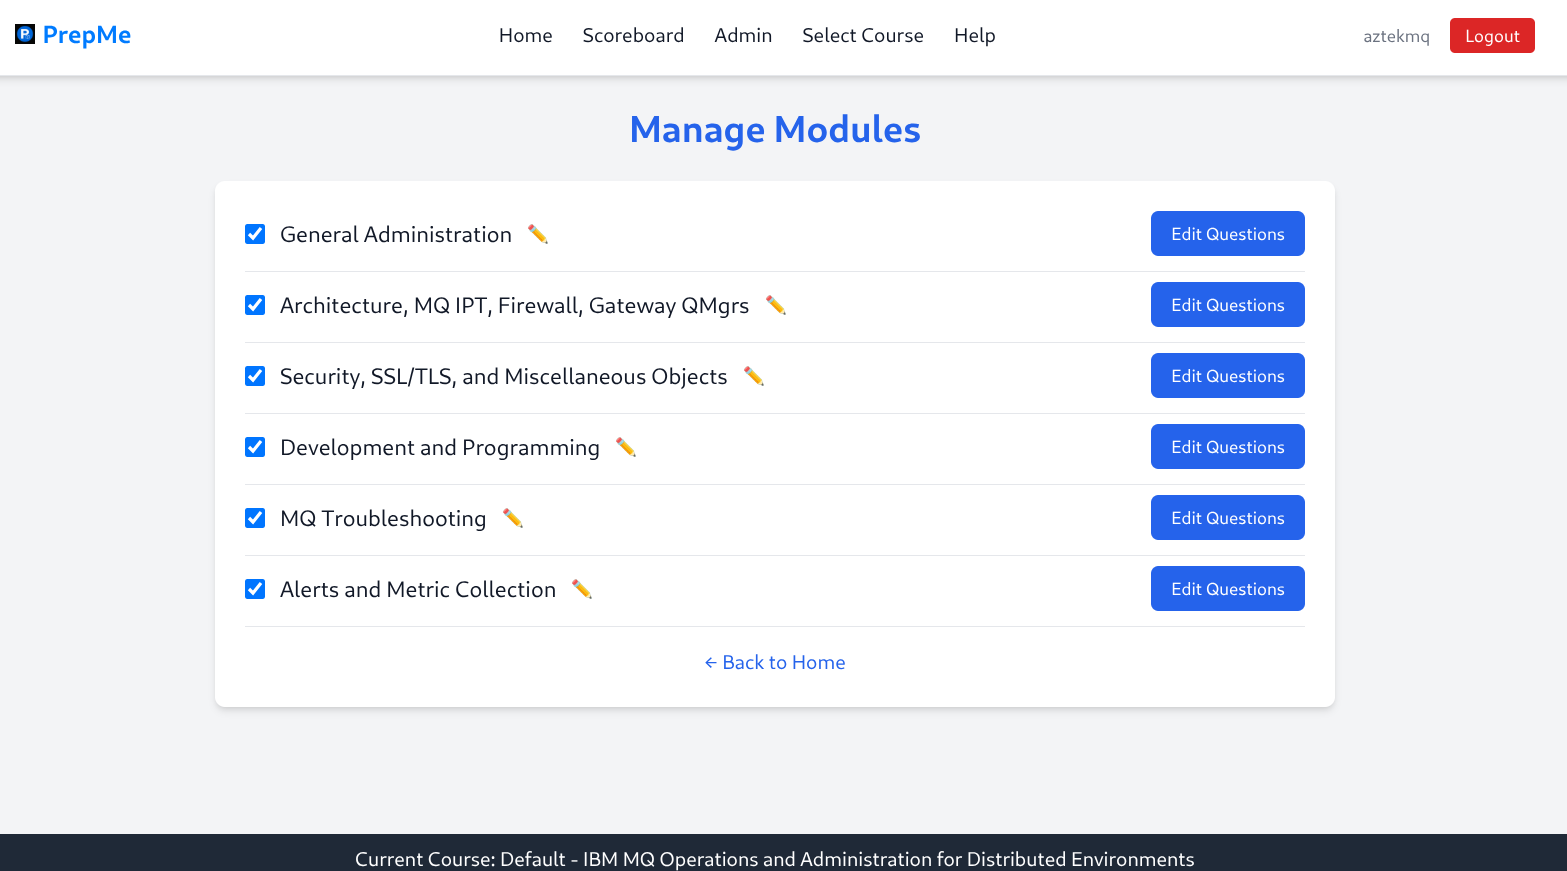 P PrepMe
Home Scoreboard Admin Select Course Help
aztekmq Logout
Manage Modules
General Administration Edit Questions
Architecture, MQ IPT, Firewall, Gateway QMgrs Edit Questions
Security, SSL/TLS, and Miscellaneous Objects Edit Questions
Development and Programming Edit Questions
MQ Troubleshooting Edit Questions
Alerts and Metric Collection Edit Questions
← Back to Home
Current Course: Default - IBM MQ Operations and Administration for Distributed Environments